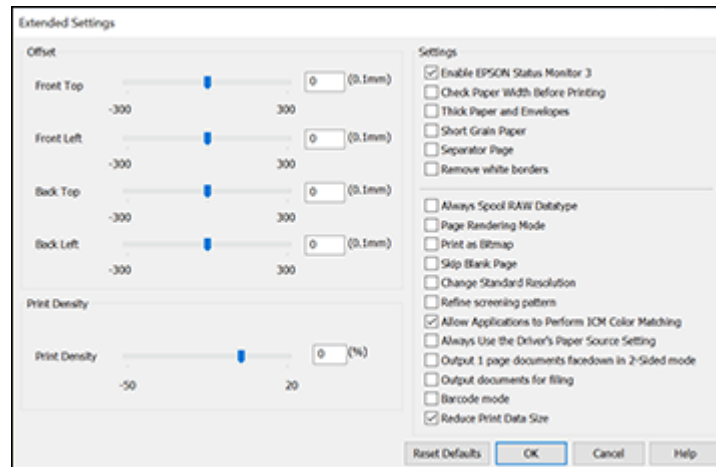 Extended Settings
Offset
Front Top
0 (0.1mm)
-300 300
Front Left
0 (0.1mm)
-300 300
Back Top
0 (0.1mm)
-300 300
Back Left
0 (0.1mm)
-300 300
Print Density
Print Density
0 (%)
-50 20
Settings
Enable EPSON Status Monitor 3
Check Paper Width Before Printing
Thick Paper and Envelopes
Short Grain Paper
Separator Page
Remove white borders
Always Spool RAW Datatype
Page Rendering Mode
Print as Bitmap
Skip Blank Page
Change Standard Resolution
Refine screening pattern
Allow Applications to Perform ICM Color Matching
Always Use the Driver's Paper Source Setting
Output 1 page documents facedown in 2-Sided mode
Output documents for filing
Barcode mode
Reduce Print Data Size
Reset Defaults OK Cancel Help